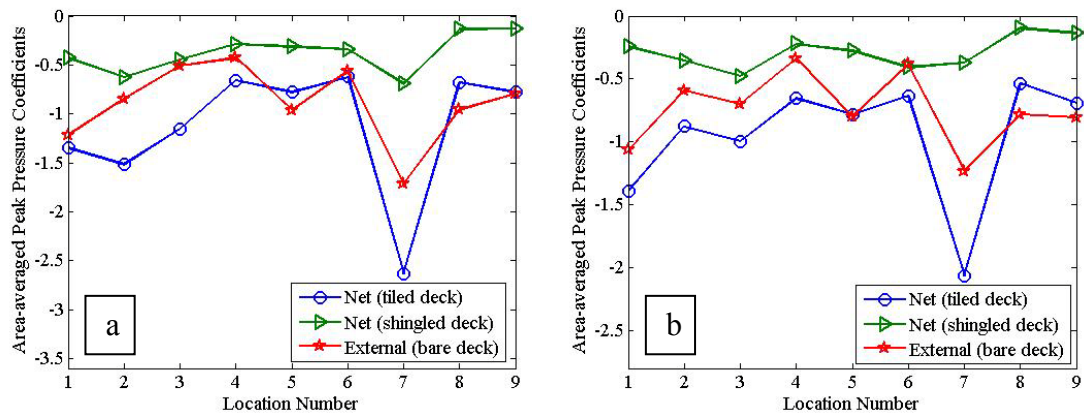 Area-averaged Peak Pressure Coefficients
0
-0.5
-1
-1.5
-2
-2.5
-3
-3.5
a
Net (tiled deck)
Net (shingled deck)
External (bare deck)
1 2 3 4 5 6 7 8 9
Location Number
Area-averaged Peak Pressure Coefficients
0
-0.5
-1
-1.5
-2
-2.5
b
Net (tiled deck)
Net (shingled deck)
External (bare deck)
1 2 3 4 5 6 7 8 9
Location Number